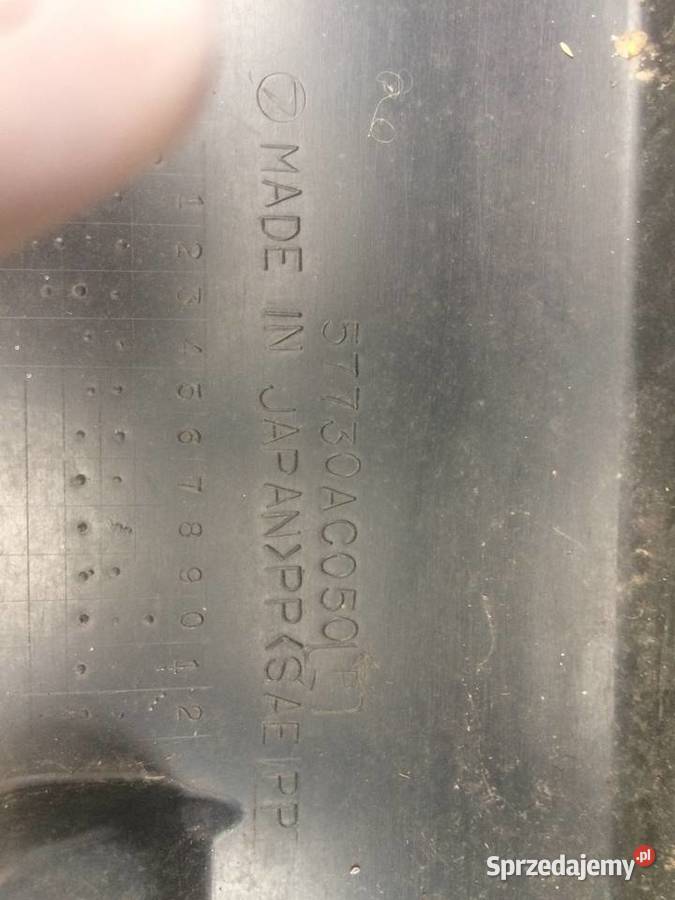 57730AC050 F
MADE IN JAPAN >PP< SAE PP
1 2 3 4 5 6 7 8 9 0 1 2
Sprzedajemy.pl